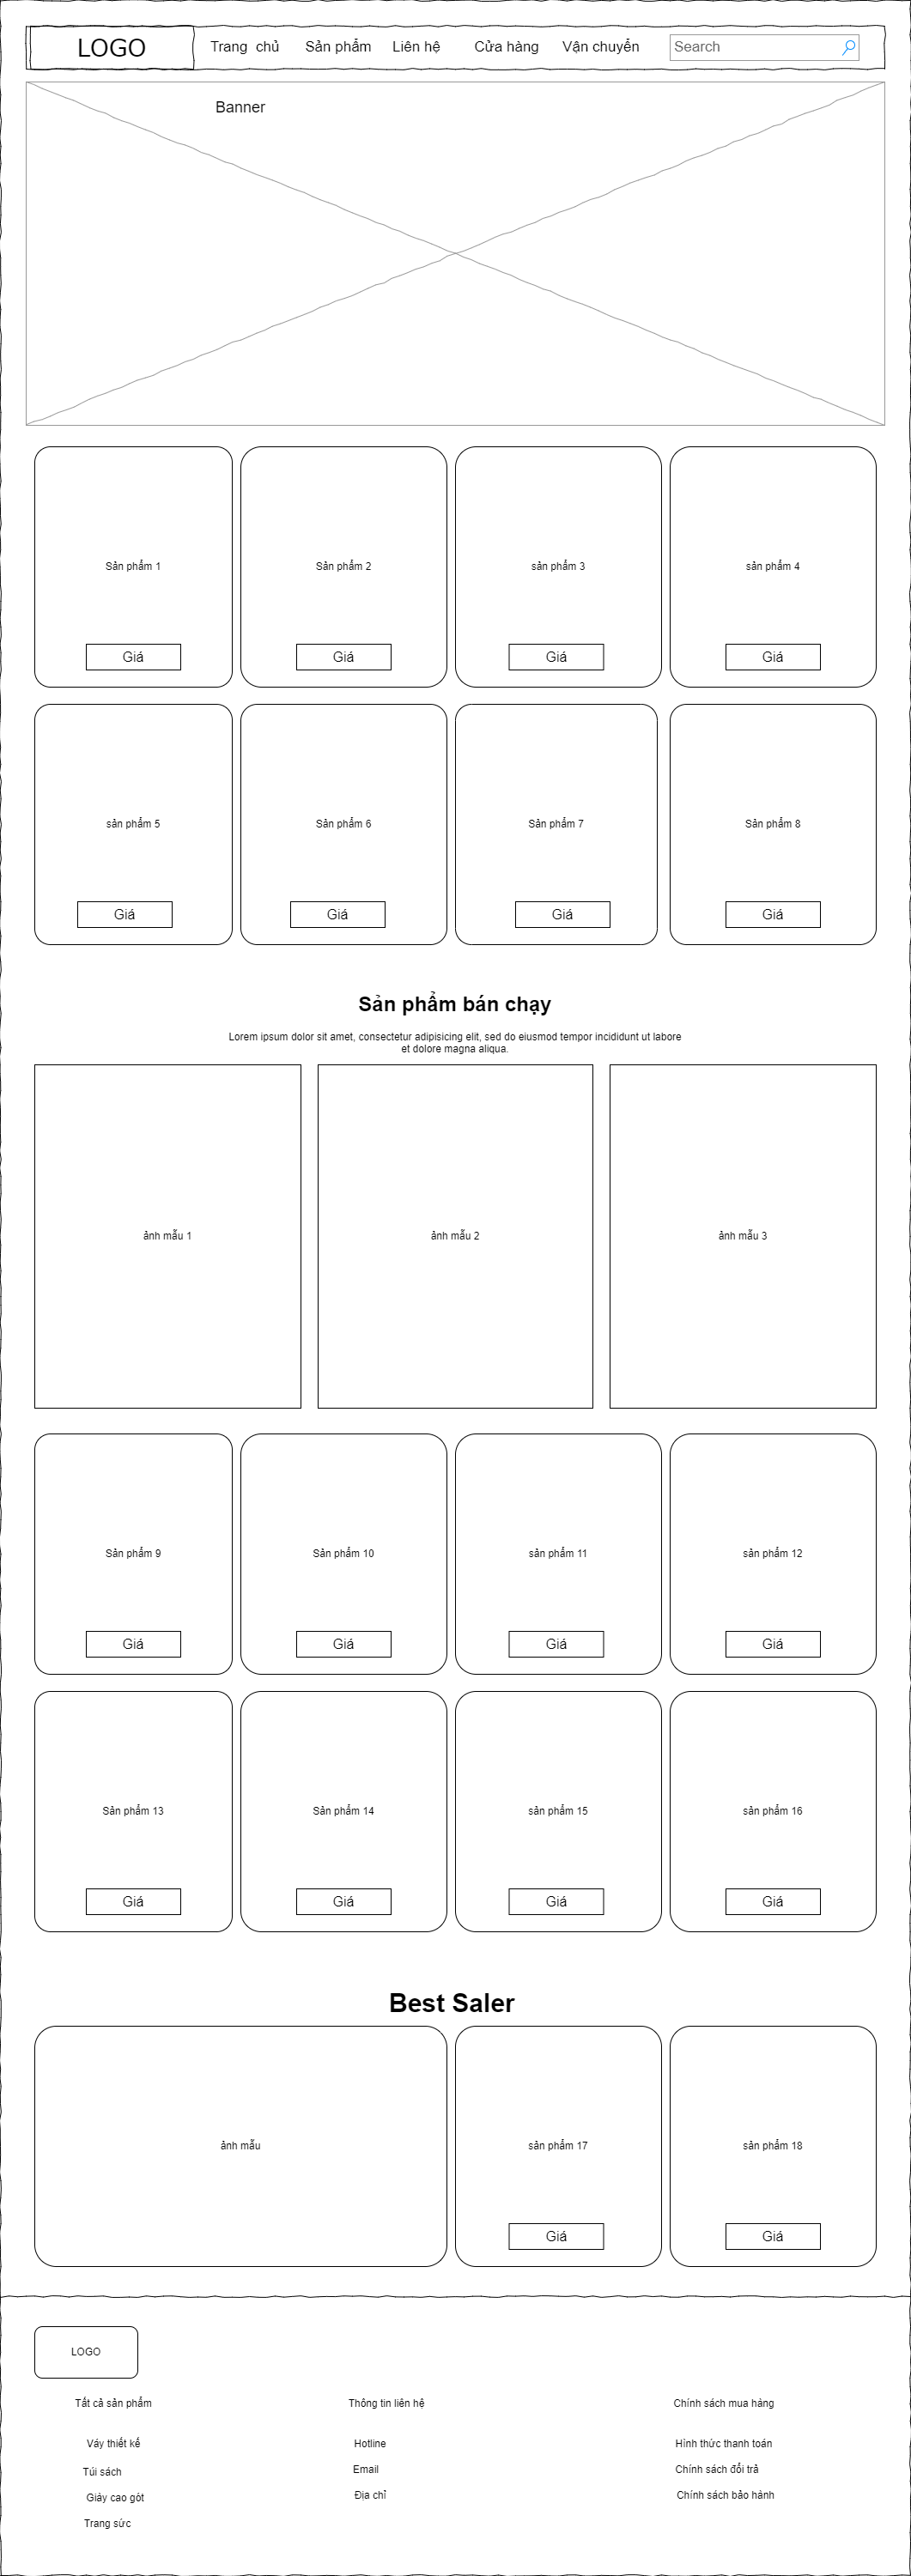 LOGO
Trang chủ
Sản phẩm
Liên hệ
Cửa hàng
Vận chuyển
Search
Banner
Sản phẩm 1
Sản phẩm 2
sản phẩm 3
sản phẩm 4
Giá
Giá
Giá
Giá
sản phẩm 5
Sản phẩm 6
Sản phẩm 7
Sản phẩm 8
Giá
Giá
Giá
Giá
Sản phẩm bán chạy
Lorem ipsum dolor sit amet, consectetur adipisicing elit, sed do eiusmod tempor incididunt ut labore
et dolore magna aliqua.
ảnh mẫu 1
ảnh mẫu 2
ảnh mẫu 3
Sản phẩm 9
Sản phẩm 10
sản phẩm 11
sản phẩm 12
Giá
Giá
Giá
Giá
Sản phẩm 13
Sản phẩm 14
sản phẩm 15
sản phẩm 16
Giá
Giá
Giá
Giá
Best Saler
ảnh mẫu
sản phẩm 17
sản phẩm 18
Giá
Giá
LOGO
Tất cả sản phẩm
Váy thiết kế
Túi sách
Giày cao gót
Trang sức
Thông tin liên hệ
Hotline
Email
Địa chỉ
Chính sách mua hàng
Hình thức thanh toán
Chính sách đổi trả
Chính sách bảo hành